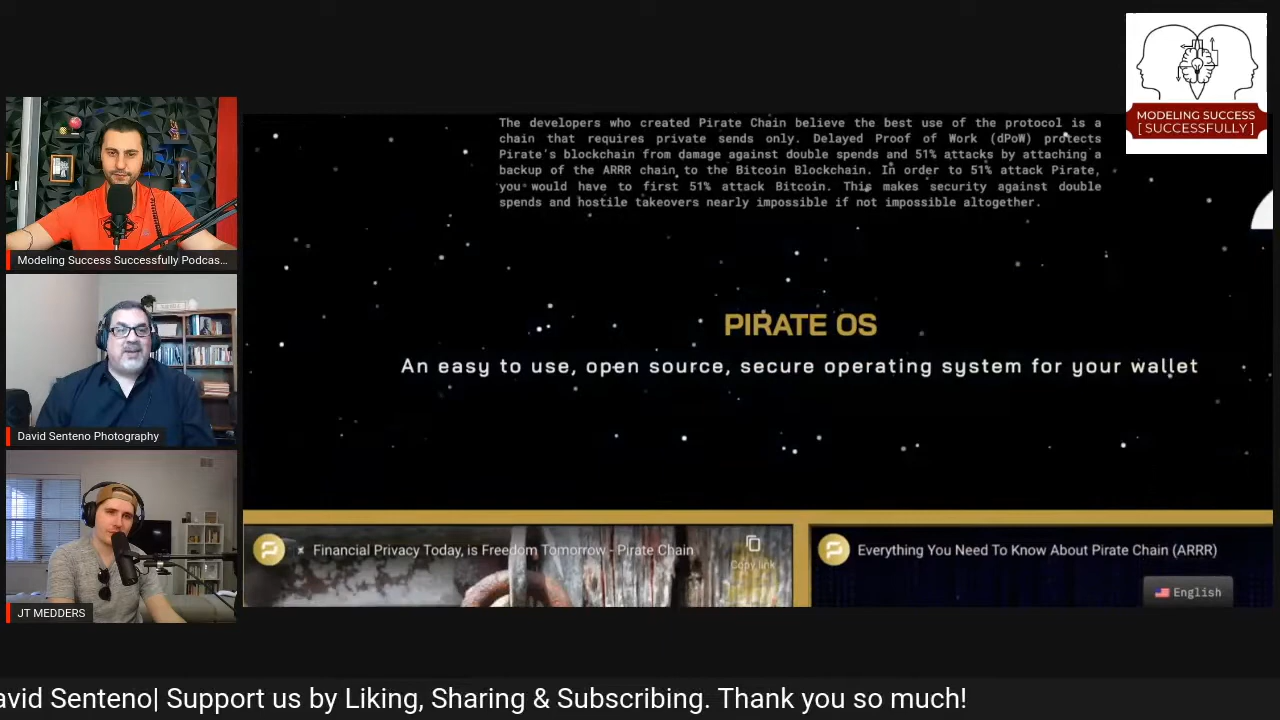 MODELING SUCCESS
[ SUCCESSFULLY ]
The developers who created Pirate Chain believe the best use of the protocol is a
chain that requires private sends only. Delayed Proof of Work (dPoW) protects
Pirate's blockchain from damage against double spends and 51% attacks by attaching a
backup of the ARRR chain to the Bitcoin Blockchain. In order to 51% attack Pirate,
you would have to first 51% attack Bitcoin. This makes security against double
spends and hostile takeovers nearly impossible if not impossible altogether.
Modeling Success Successfully Podcas...
PIRATE OS
An easy to use, open source, secure operating system for your wallet
David Senteno Photography
Financial Privacy Today, is Freedom Tomorrow - Pirate Chain
Copy link
Everything You Need To Know About Pirate Chain (ARRR)
English
JT MEDDERS
avid Senteno| Support us by Liking, Sharing & Subscribing. Thank you so much!